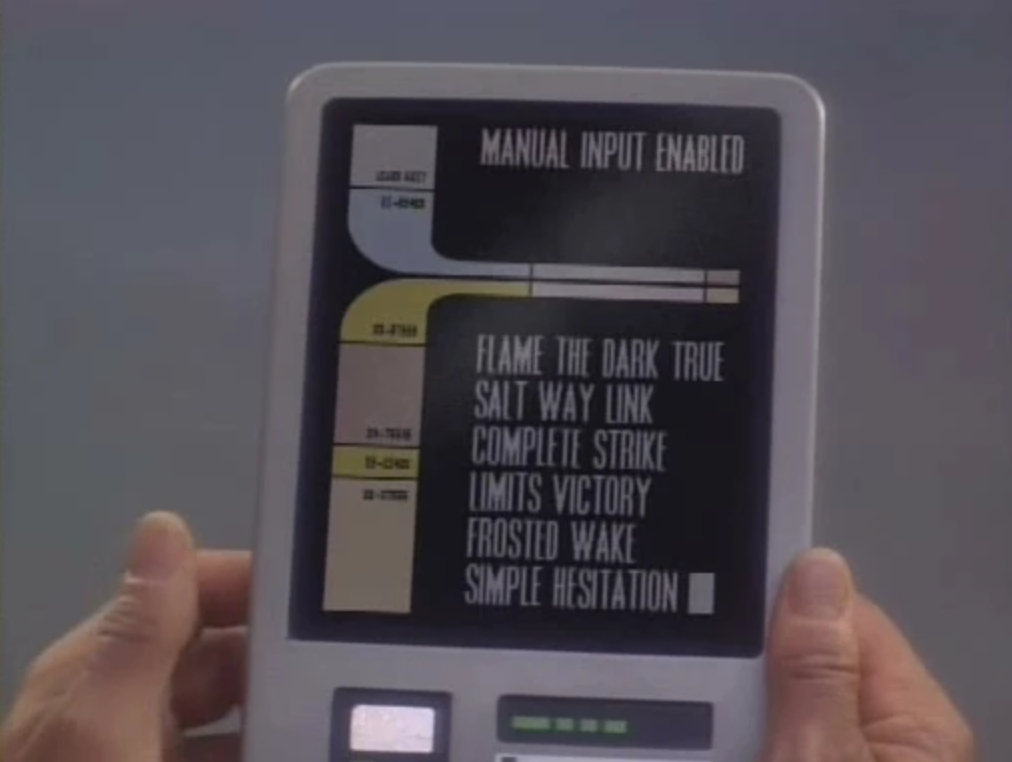 MANUAL INPUT ENABLED
FLAME THE DARK TRUE
SALT WAY LINK
COMPLETE STRIKE
LIMITS VICTORY
FROSTED WAKE
SIMPLE HESITATION